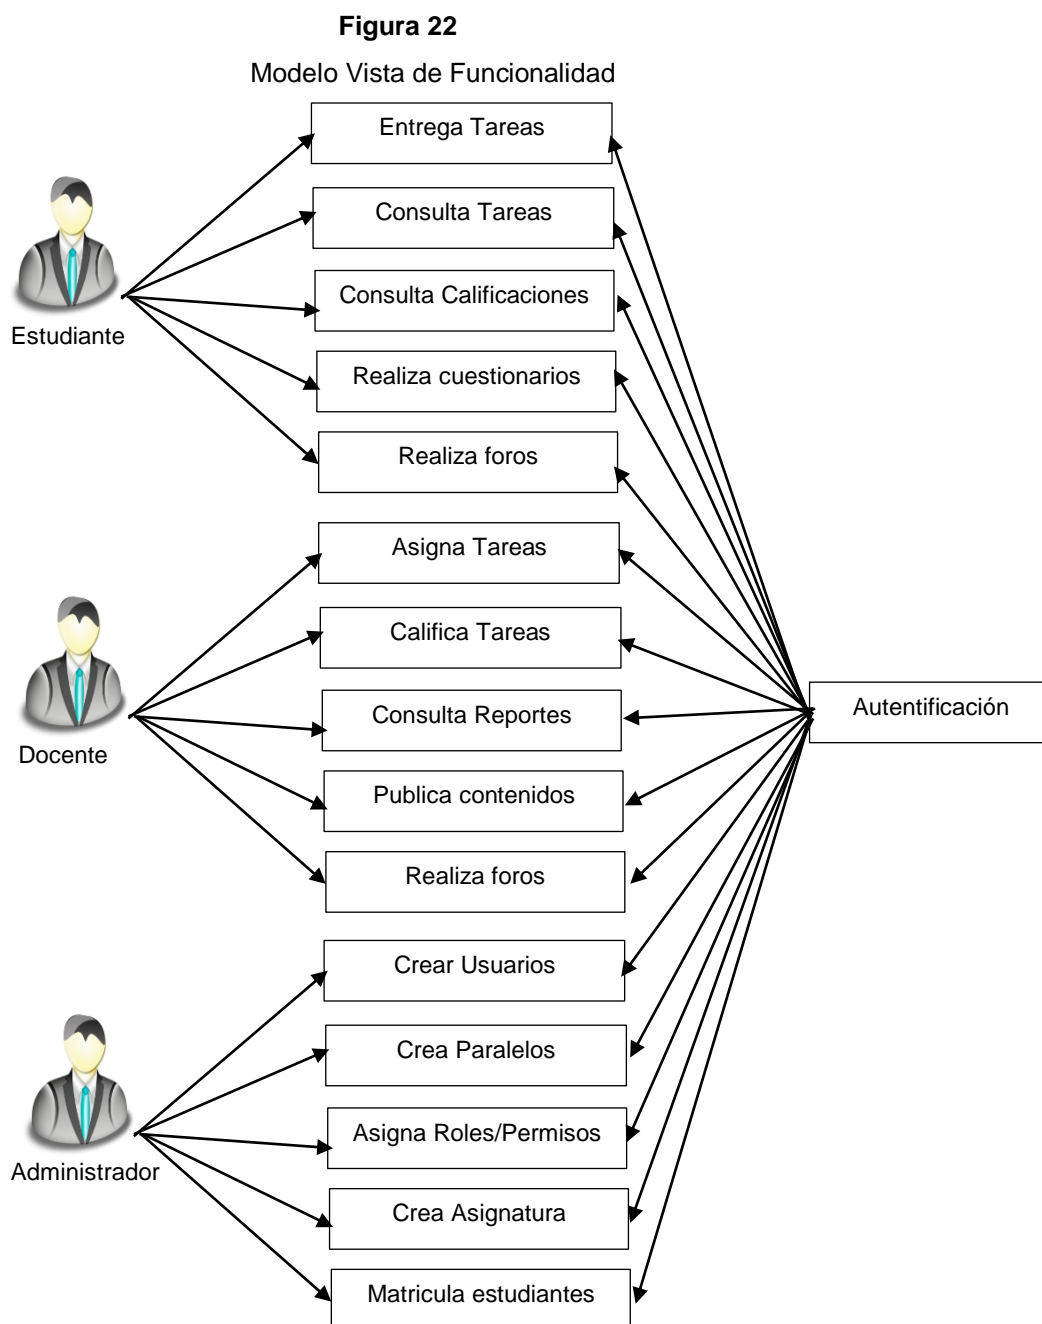 Figura 22
Modelo Vista de Funcionalidad
Entrega Tareas
Consulta Tareas
Consulta Calificaciones
Estudiante
Realiza cuestionarios
Realiza foros
Asigna Tareas
Califica Tareas
Consulta Reportes
Autentificación
Docente
Publica contenidos
Realiza foros
Crear Usuarios
Crea Paralelos
Asigna Roles/Permisos
Administrador
Crea Asignatura
Matricula estudiantes